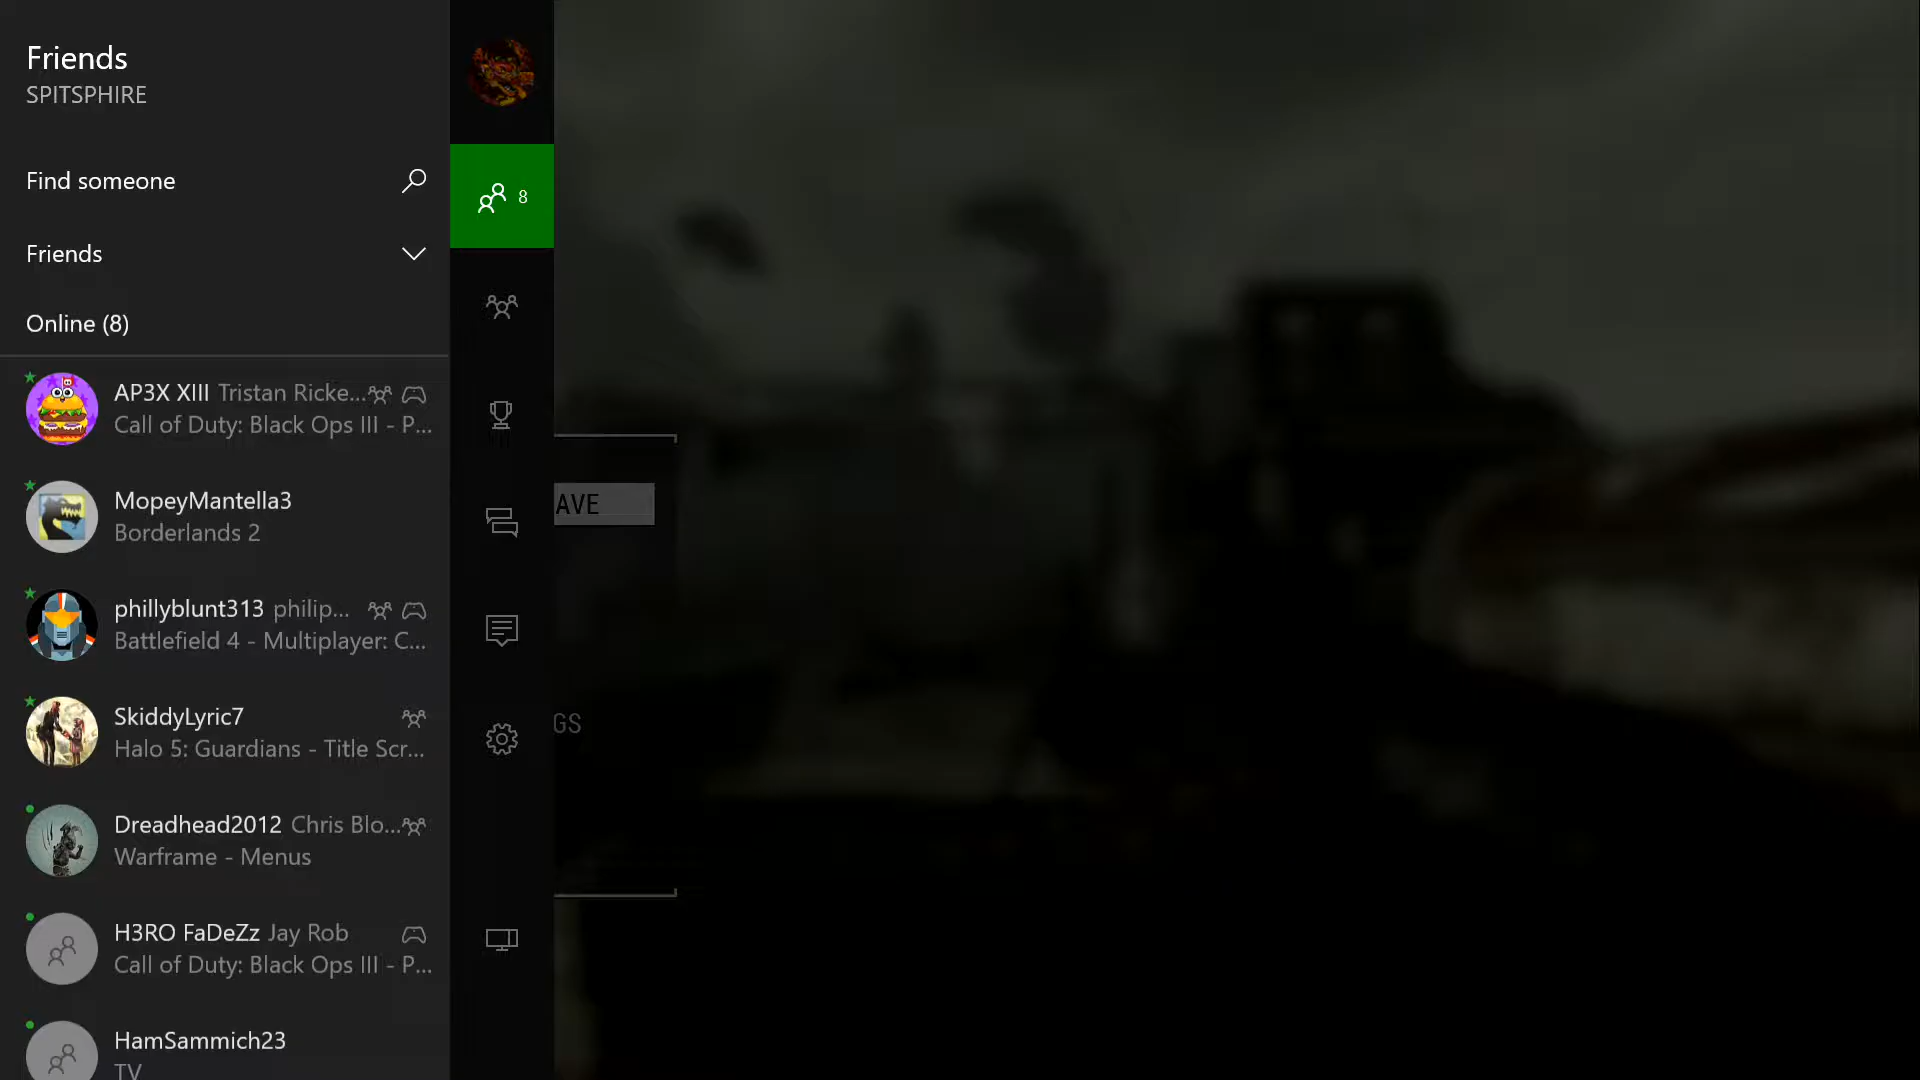 Friends
SPITSPHIRE
Find someone
Friends
Online (8)
8
AP3X XIII Tristan Ricke...
Call of Duty: Black Ops III - P...
MopeyMantella3
Borderlands 2
phillyblunt313 philip...
Battlefield 4 - Multiplayer: C...
SkiddyLyric7
Halo 5: Guardians - Title Scr...
Dreadhead2012 Chris Blo...
Warframe - Menus
H3RO FaDeZz Jay Rob
Call of Duty: Black Ops III - P...
HamSammich23
TV
AVE
GS